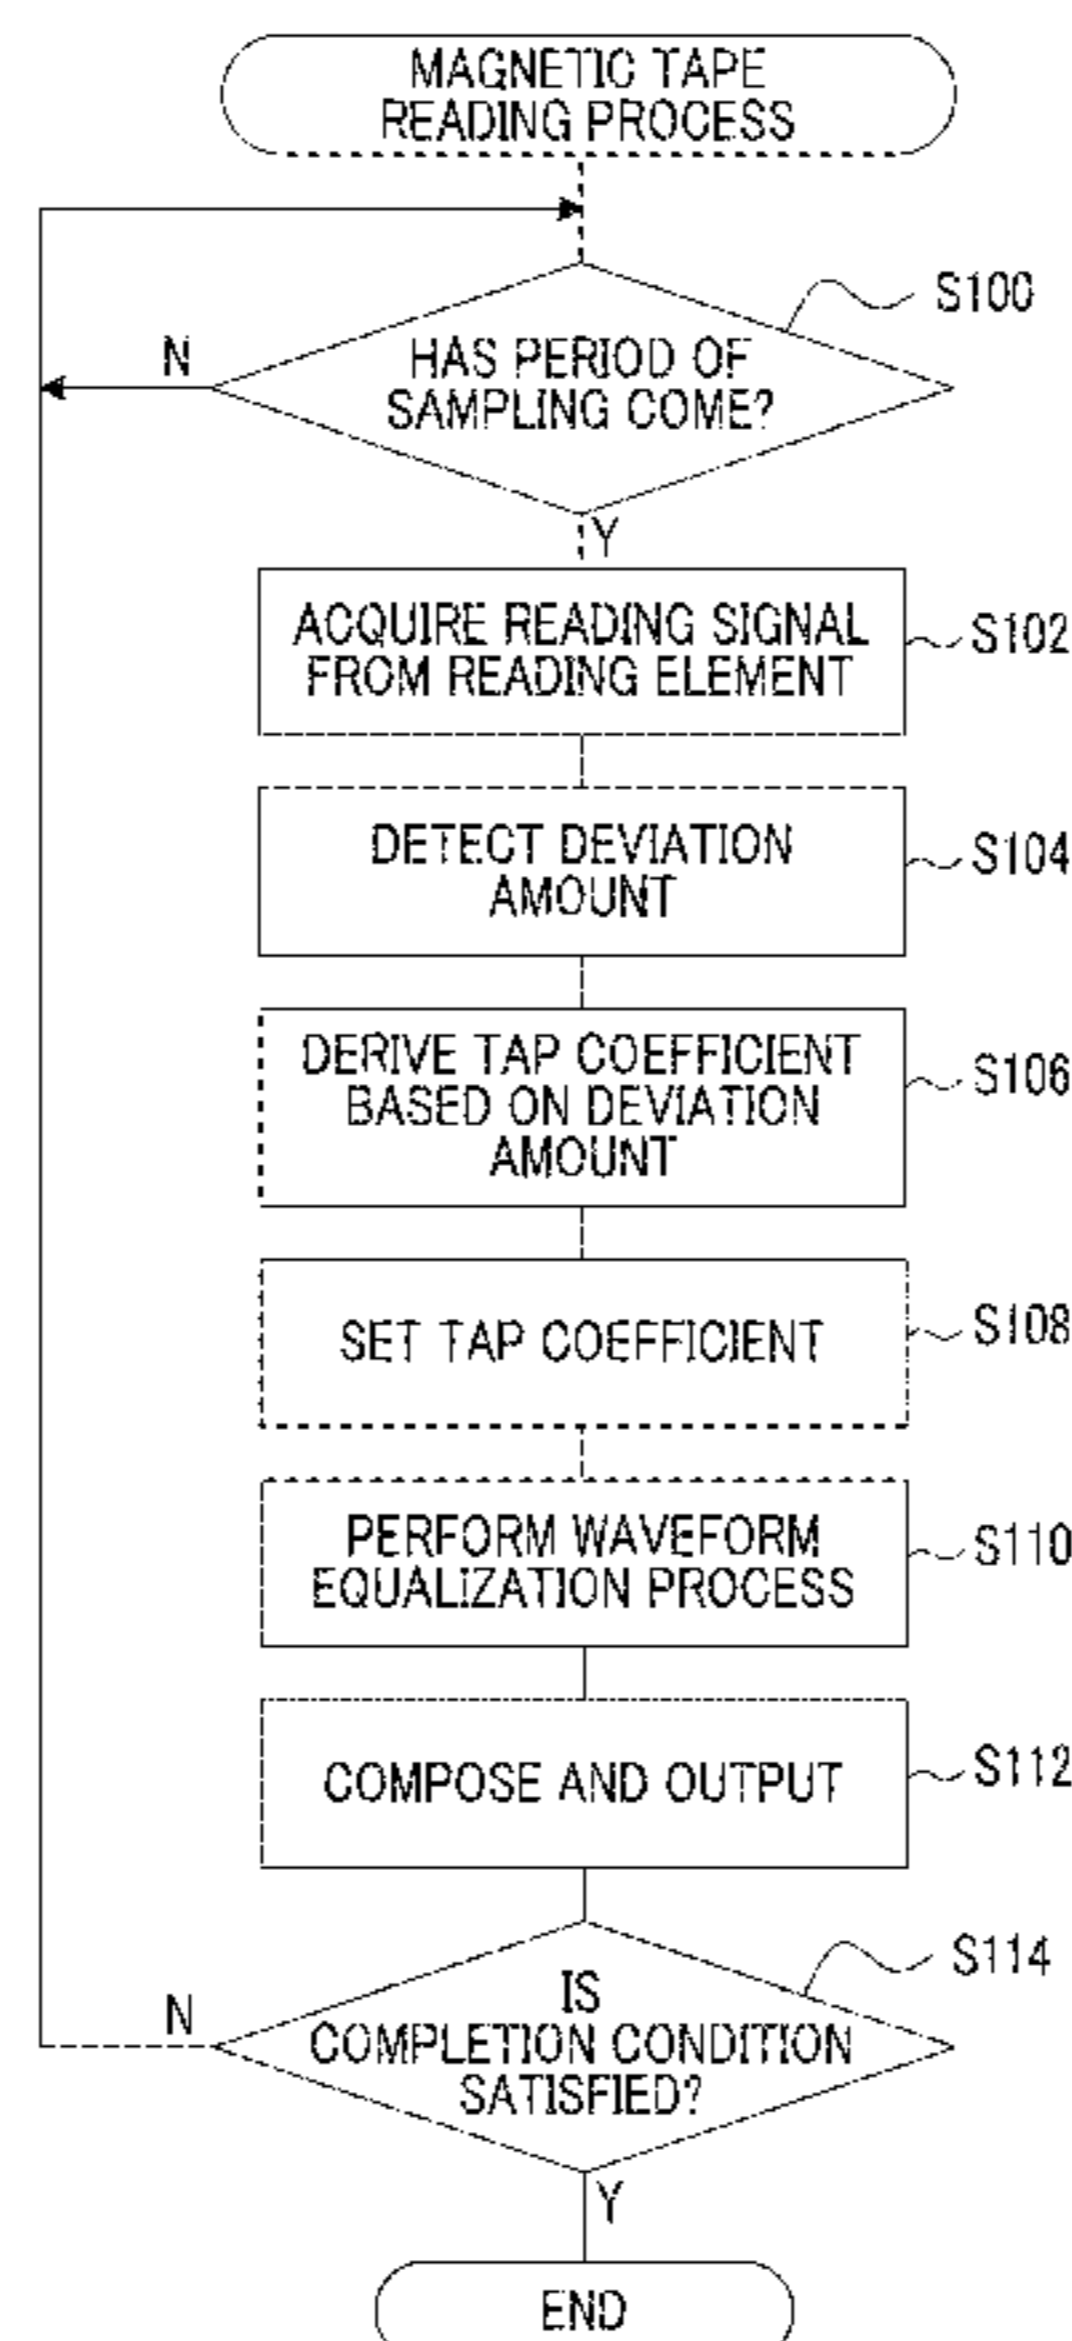 MAGNETIC TAPE
READING PROCESS
S100
HAS PERIOD OF
SAMPLING COME?
N
Y
ACQUIRE READING SIGNAL
FROM READING ELEMENT
S102
DETECT DEVIATION
AMOUNT
S104
DERIVE TAP COEFFICIENT
BASED ON DEVIATION
AMOUNT
S106
SET TAP COEFFICIENT
S108
PERFORM WAVEFORM
EQUALIZATION PROCESS
S110
COMPOSE AND OUTPUT
S112
S114
IS
COMPLETION CONDITION
SATISFIED?
N
Y
END